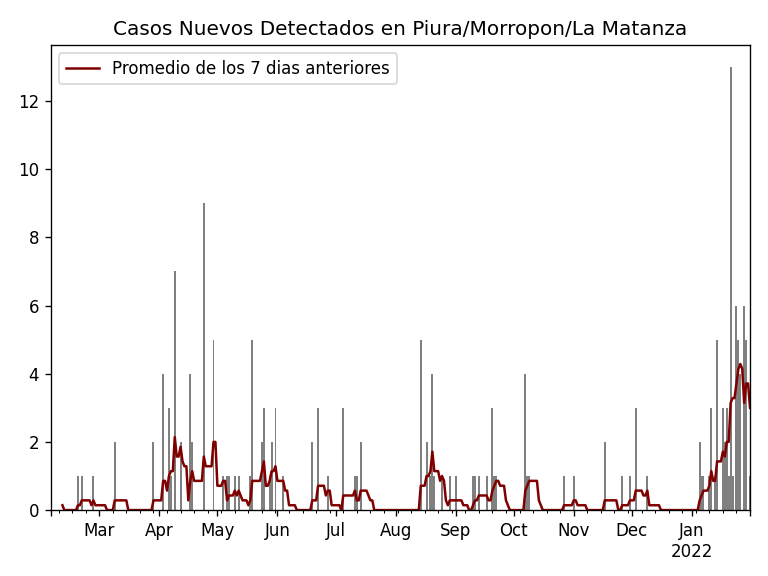 Casos Nuevos Detectados en Piura/Morropon/La Matanza
Promedio de los 7 dias anteriores
12
10
8
6
4
2
0
Mar Apr May Jun Jul Aug Sep Oct Nov Dec Jan
2022